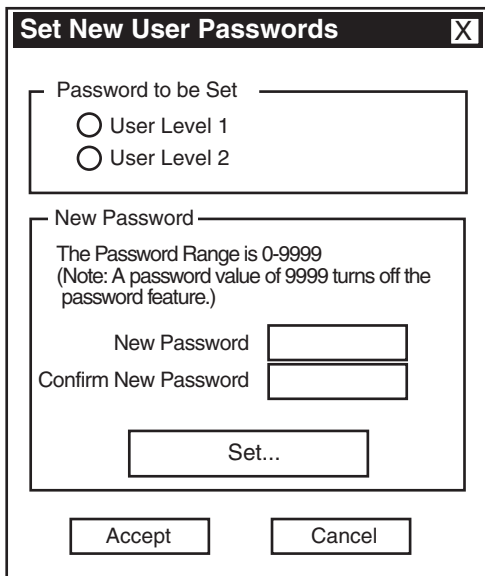 Set New User Passwords X
Password to be Set
User Level 1
User Level 2
New Password
The Password Range is 0-9999
(Note: A password value of 9999 turns off the
password feature.)
New Password
Confirm New Password
Set...
Accept Cancel